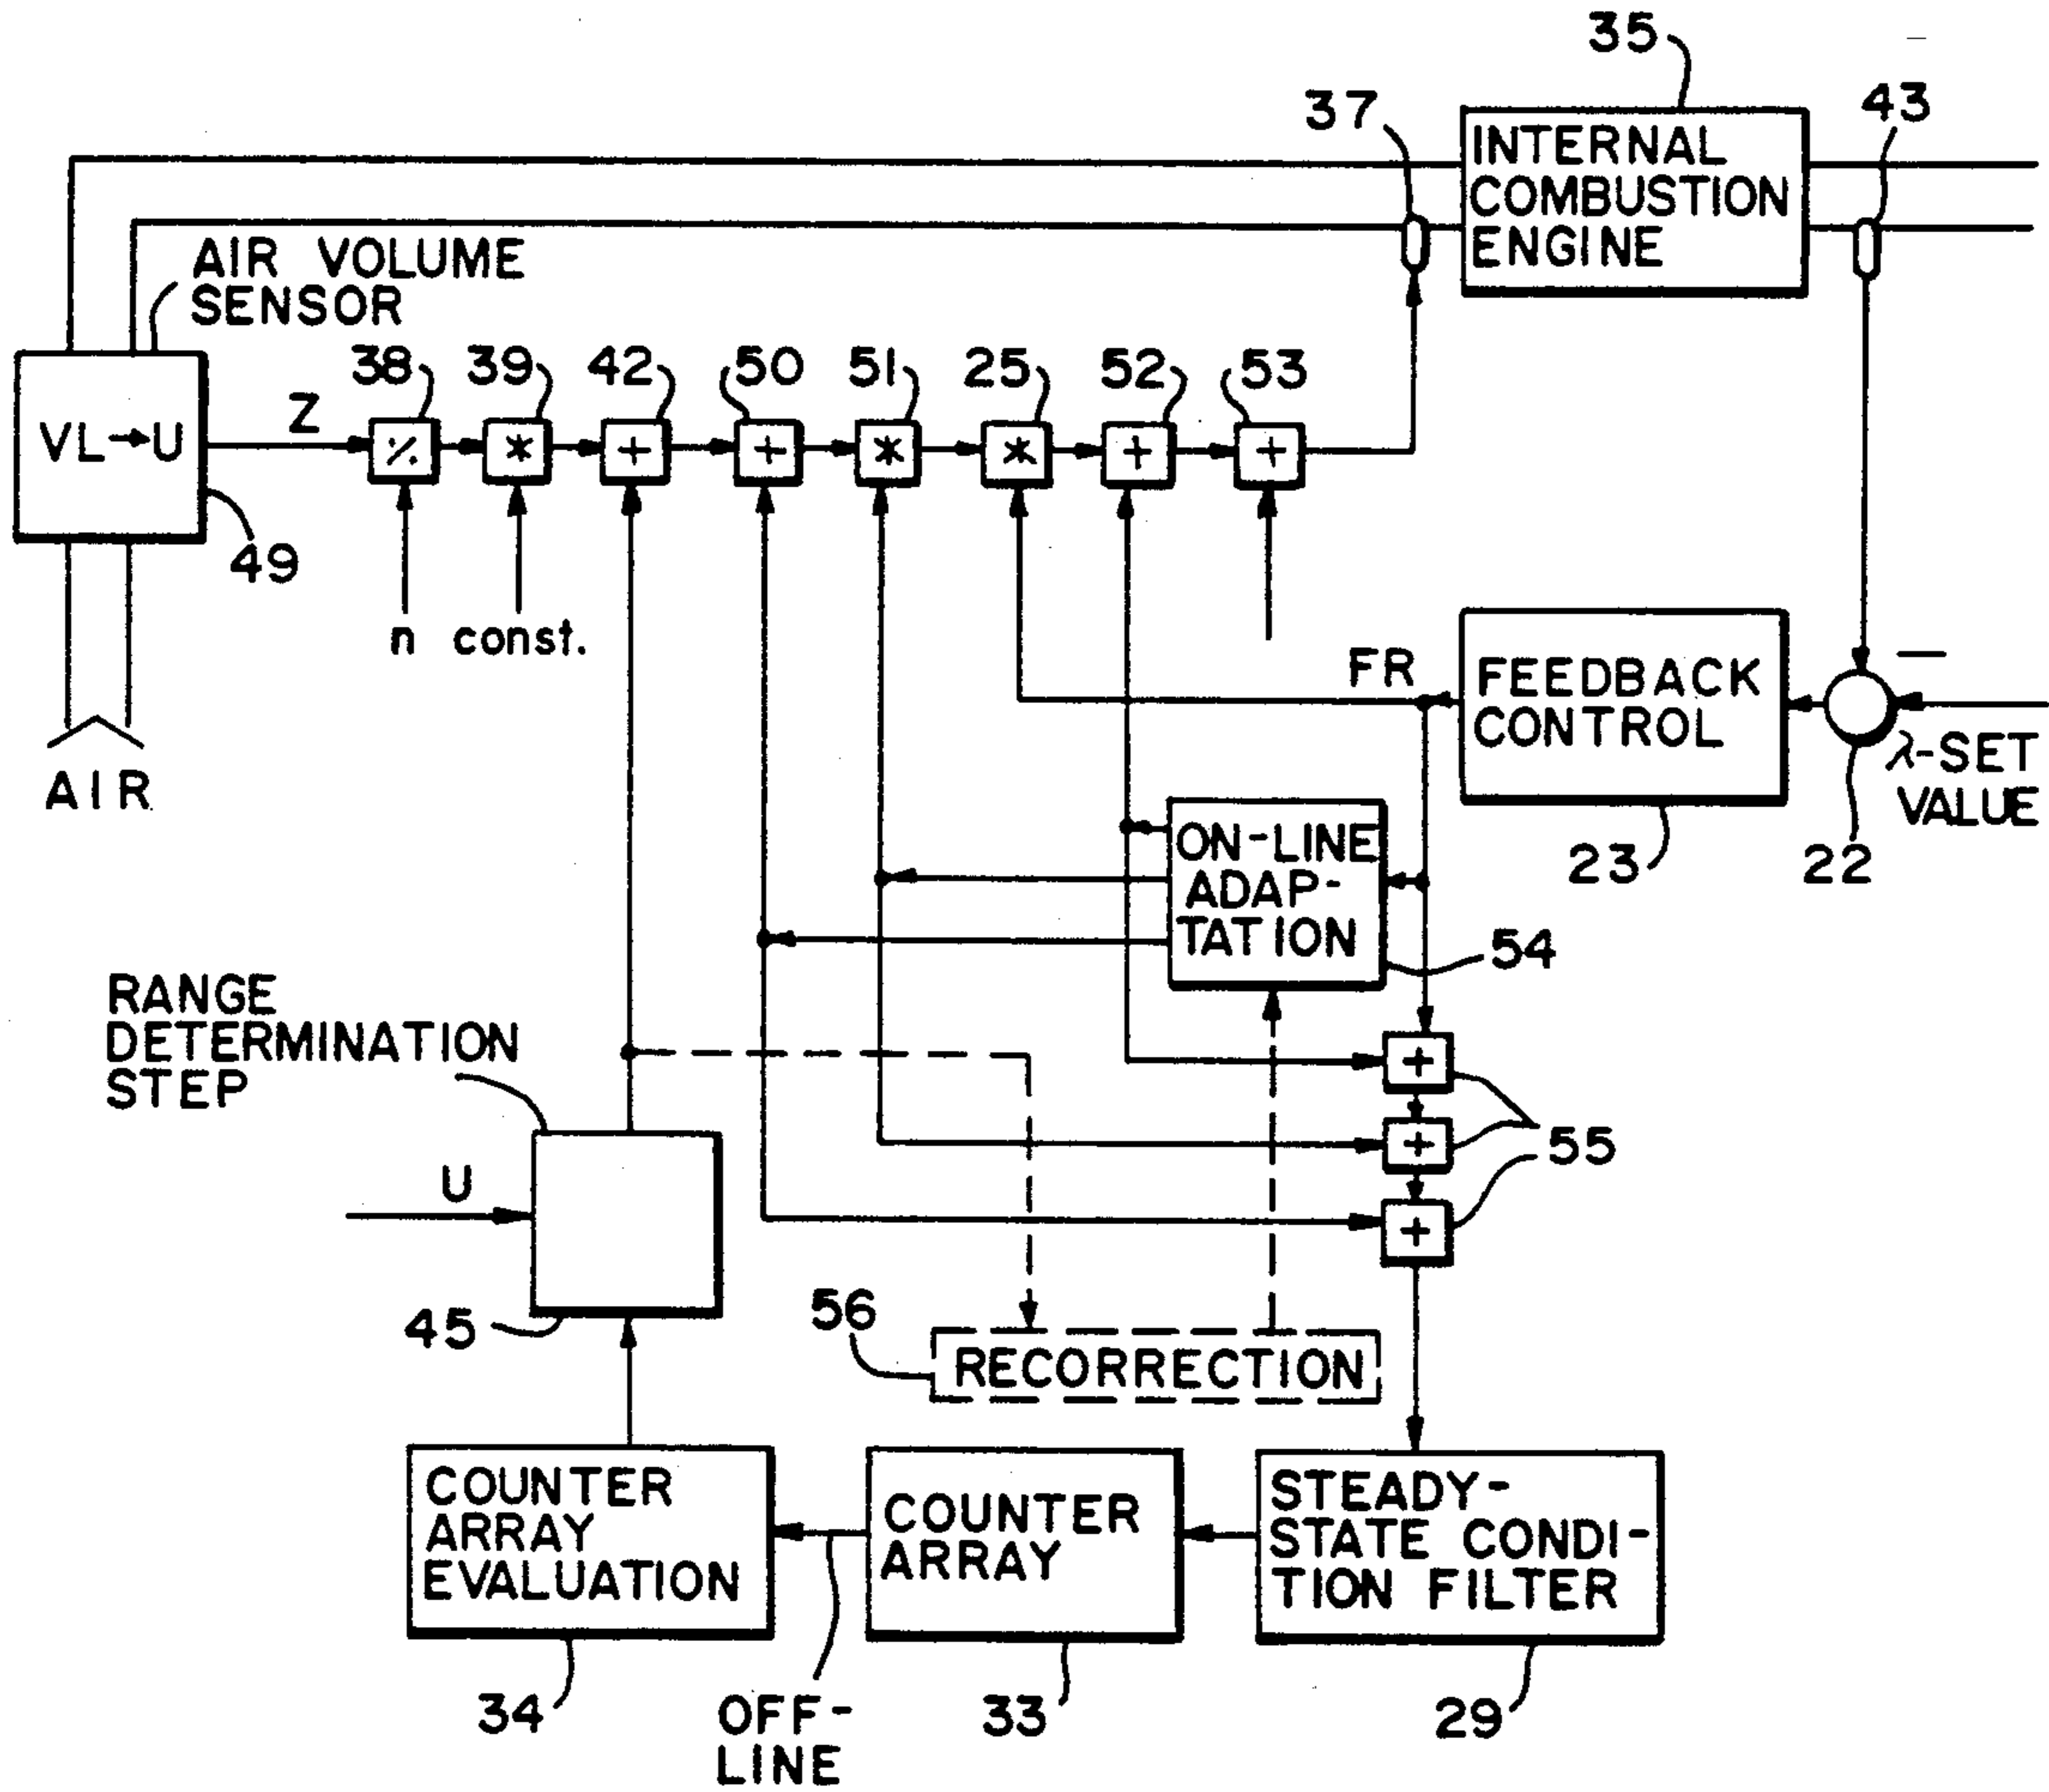 35
37
43
INTERNAL
COMBUSTION
ENGINE
AIR VOLUME
SENSOR
38
39
42
50
51
25
52
53
Z
VL→U
% * + + * * + +
49
n const.
AIR
FR
FEEDBACK
CONTROL
–
λ-SET
VALUE
23
22
ON-LINE
ADAP-
TATION
54
RANGE
DETERMINATION
STEP
+
+
+
55
U
45
56
RECORRECTION
COUNTER
ARRAY
EVALUATION
COUNTER
ARRAY
STEADY-
STATE CONDI-
TION FILTER
34
OFF-
LINE
33
29